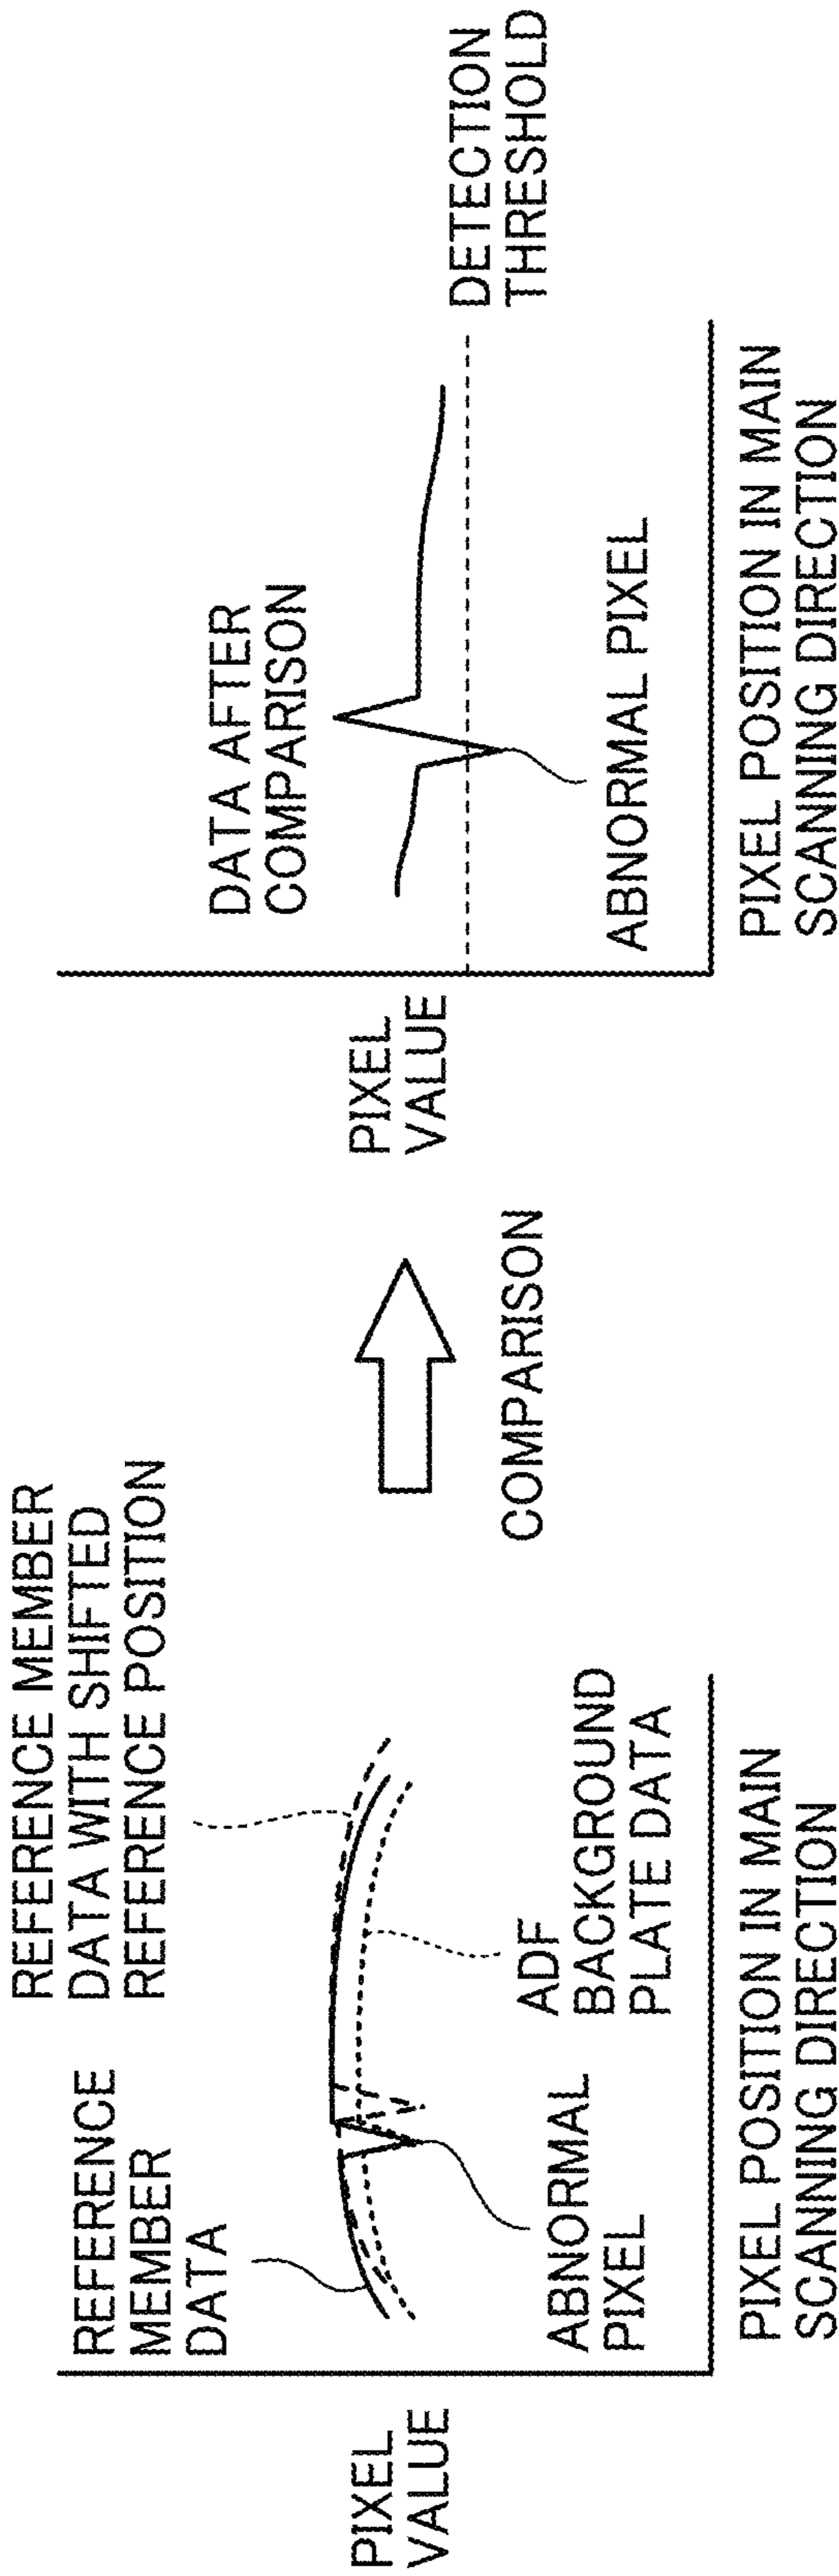 REFERENCE
MEMBER
DATA
REFERENCE MEMBER
DATA WITH SHIFTED
REFERENCE POSITION
PIXEL
VALUE
ABNORMAL
PIXEL
ADF
BACKGROUND
PLATE DATA
PIXEL POSITION IN MAIN
SCANNING DIRECTION
COMPARISON
DATA AFTER
COMPARISON
PIXEL
VALUE
DETECTION
THRESHOLD
ABNORMAL PIXEL
PIXEL POSITION IN MAIN
SCANNING DIRECTION